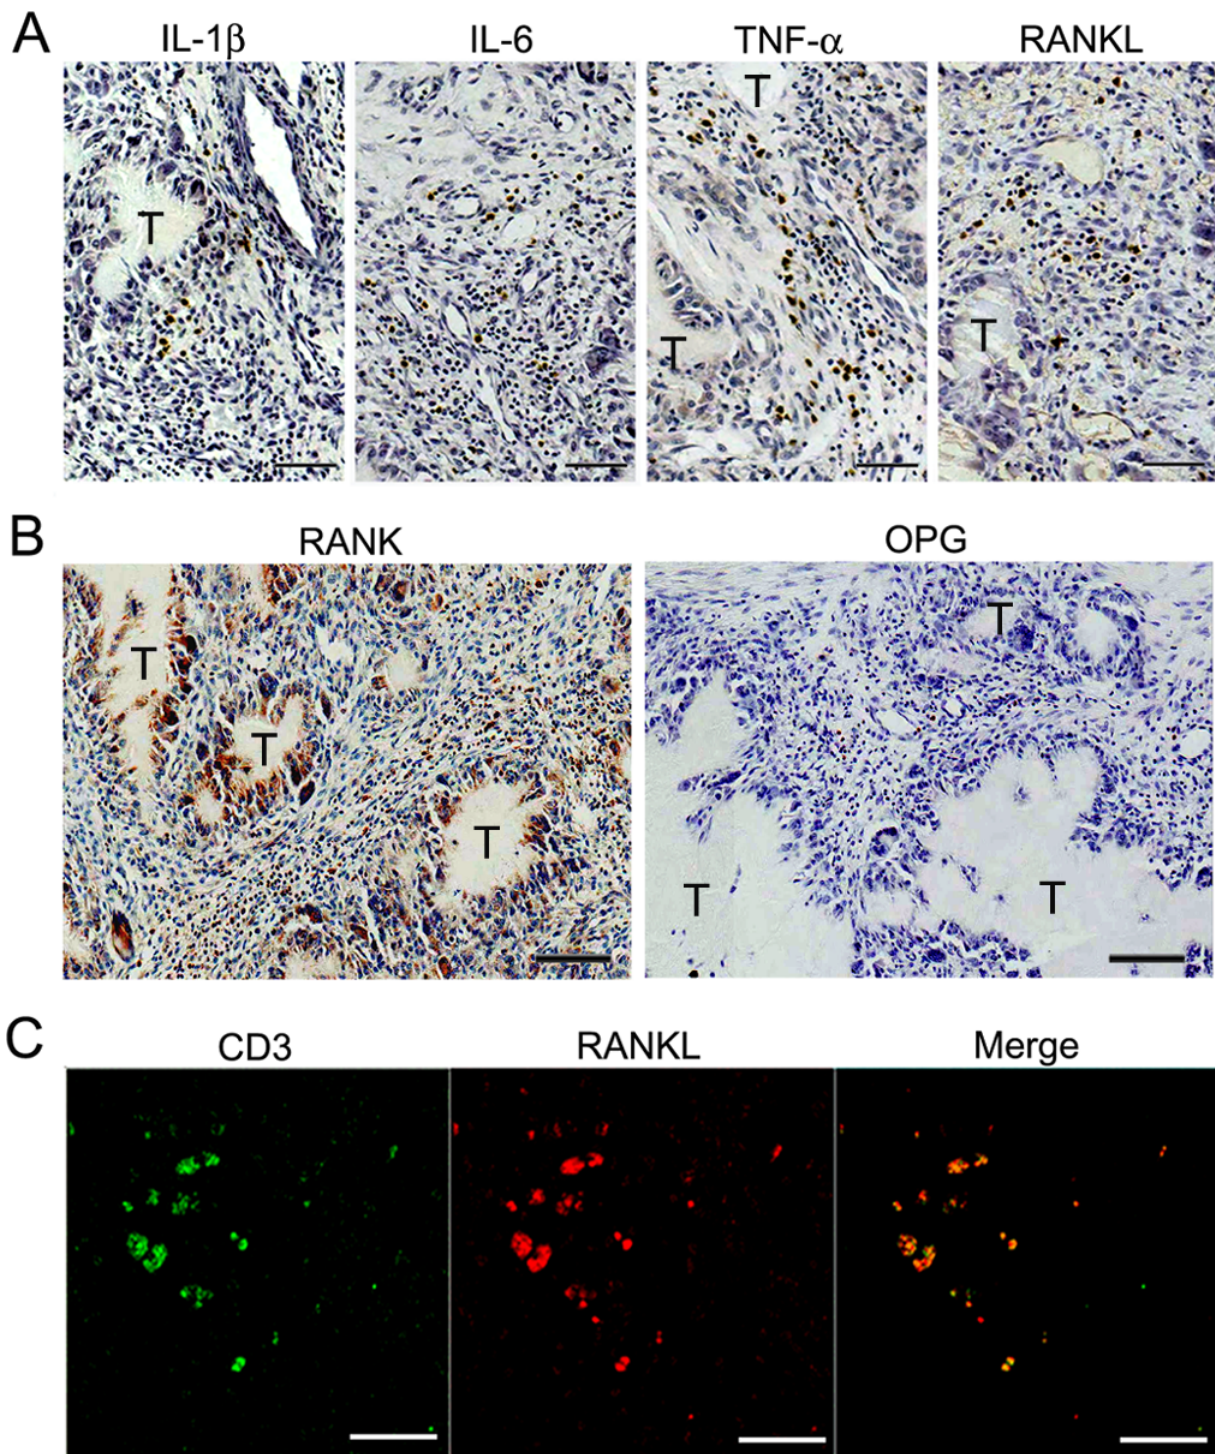 A
IL-1β IL-6 TNF-α RANKL
T T T T
B
RANK OPG
T T T T T T
C
CD3 RANKL Merge